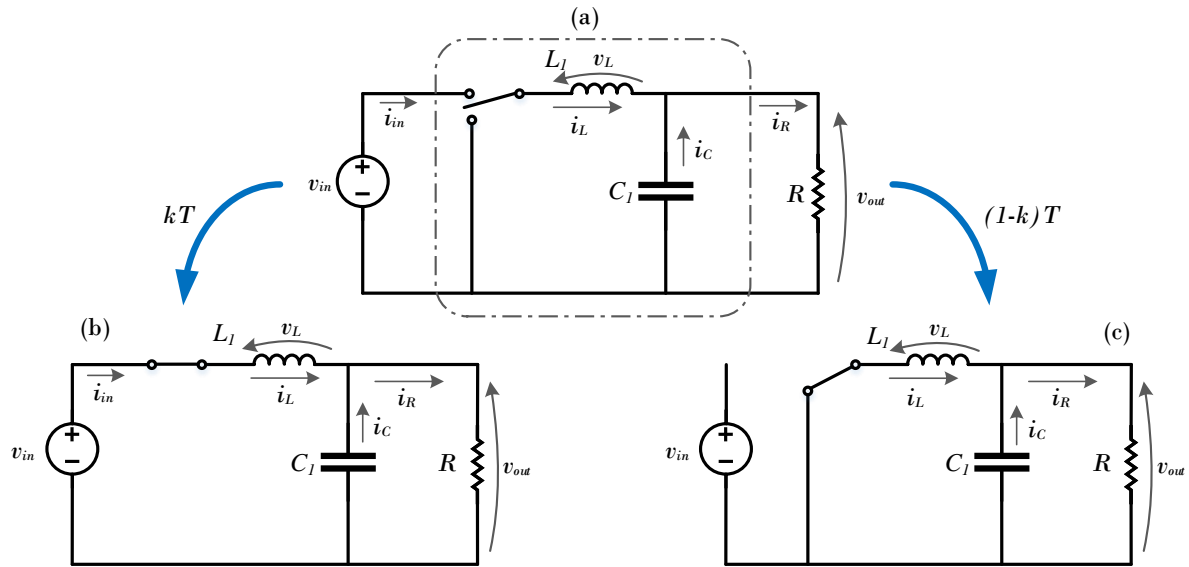 (a)
L1 vL
iin iL iR
iC
vin C1 R vout
kT (1-k)T
(b)
L1 vL
iin iL iR
iC
vin C1 R vout
(c)
L1 vL
iL iR
iC
vin C1 R vout